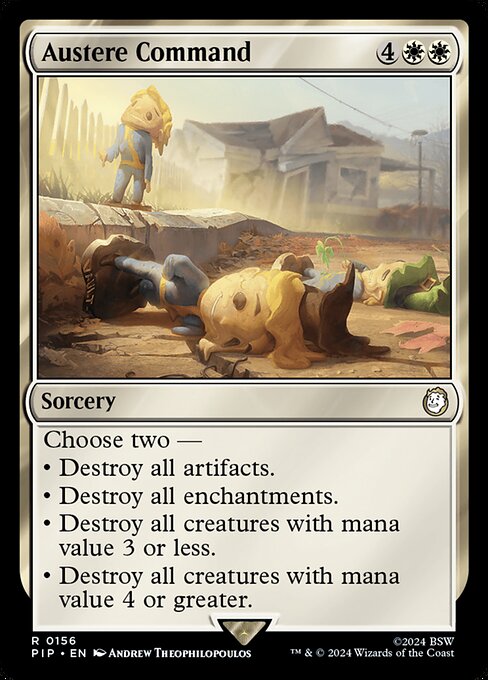 Austere Command 4
Sorcery
Choose two —
• Destroy all artifacts.
• Destroy all enchantments.
• Destroy all creatures with mana
value 3 or less.
• Destroy all creatures with mana
value 4 or greater.
R 0156
PIP • EN Andrew Theophilopoulos
©2024 BSW
™ & © 2024 Wizards of the Coast